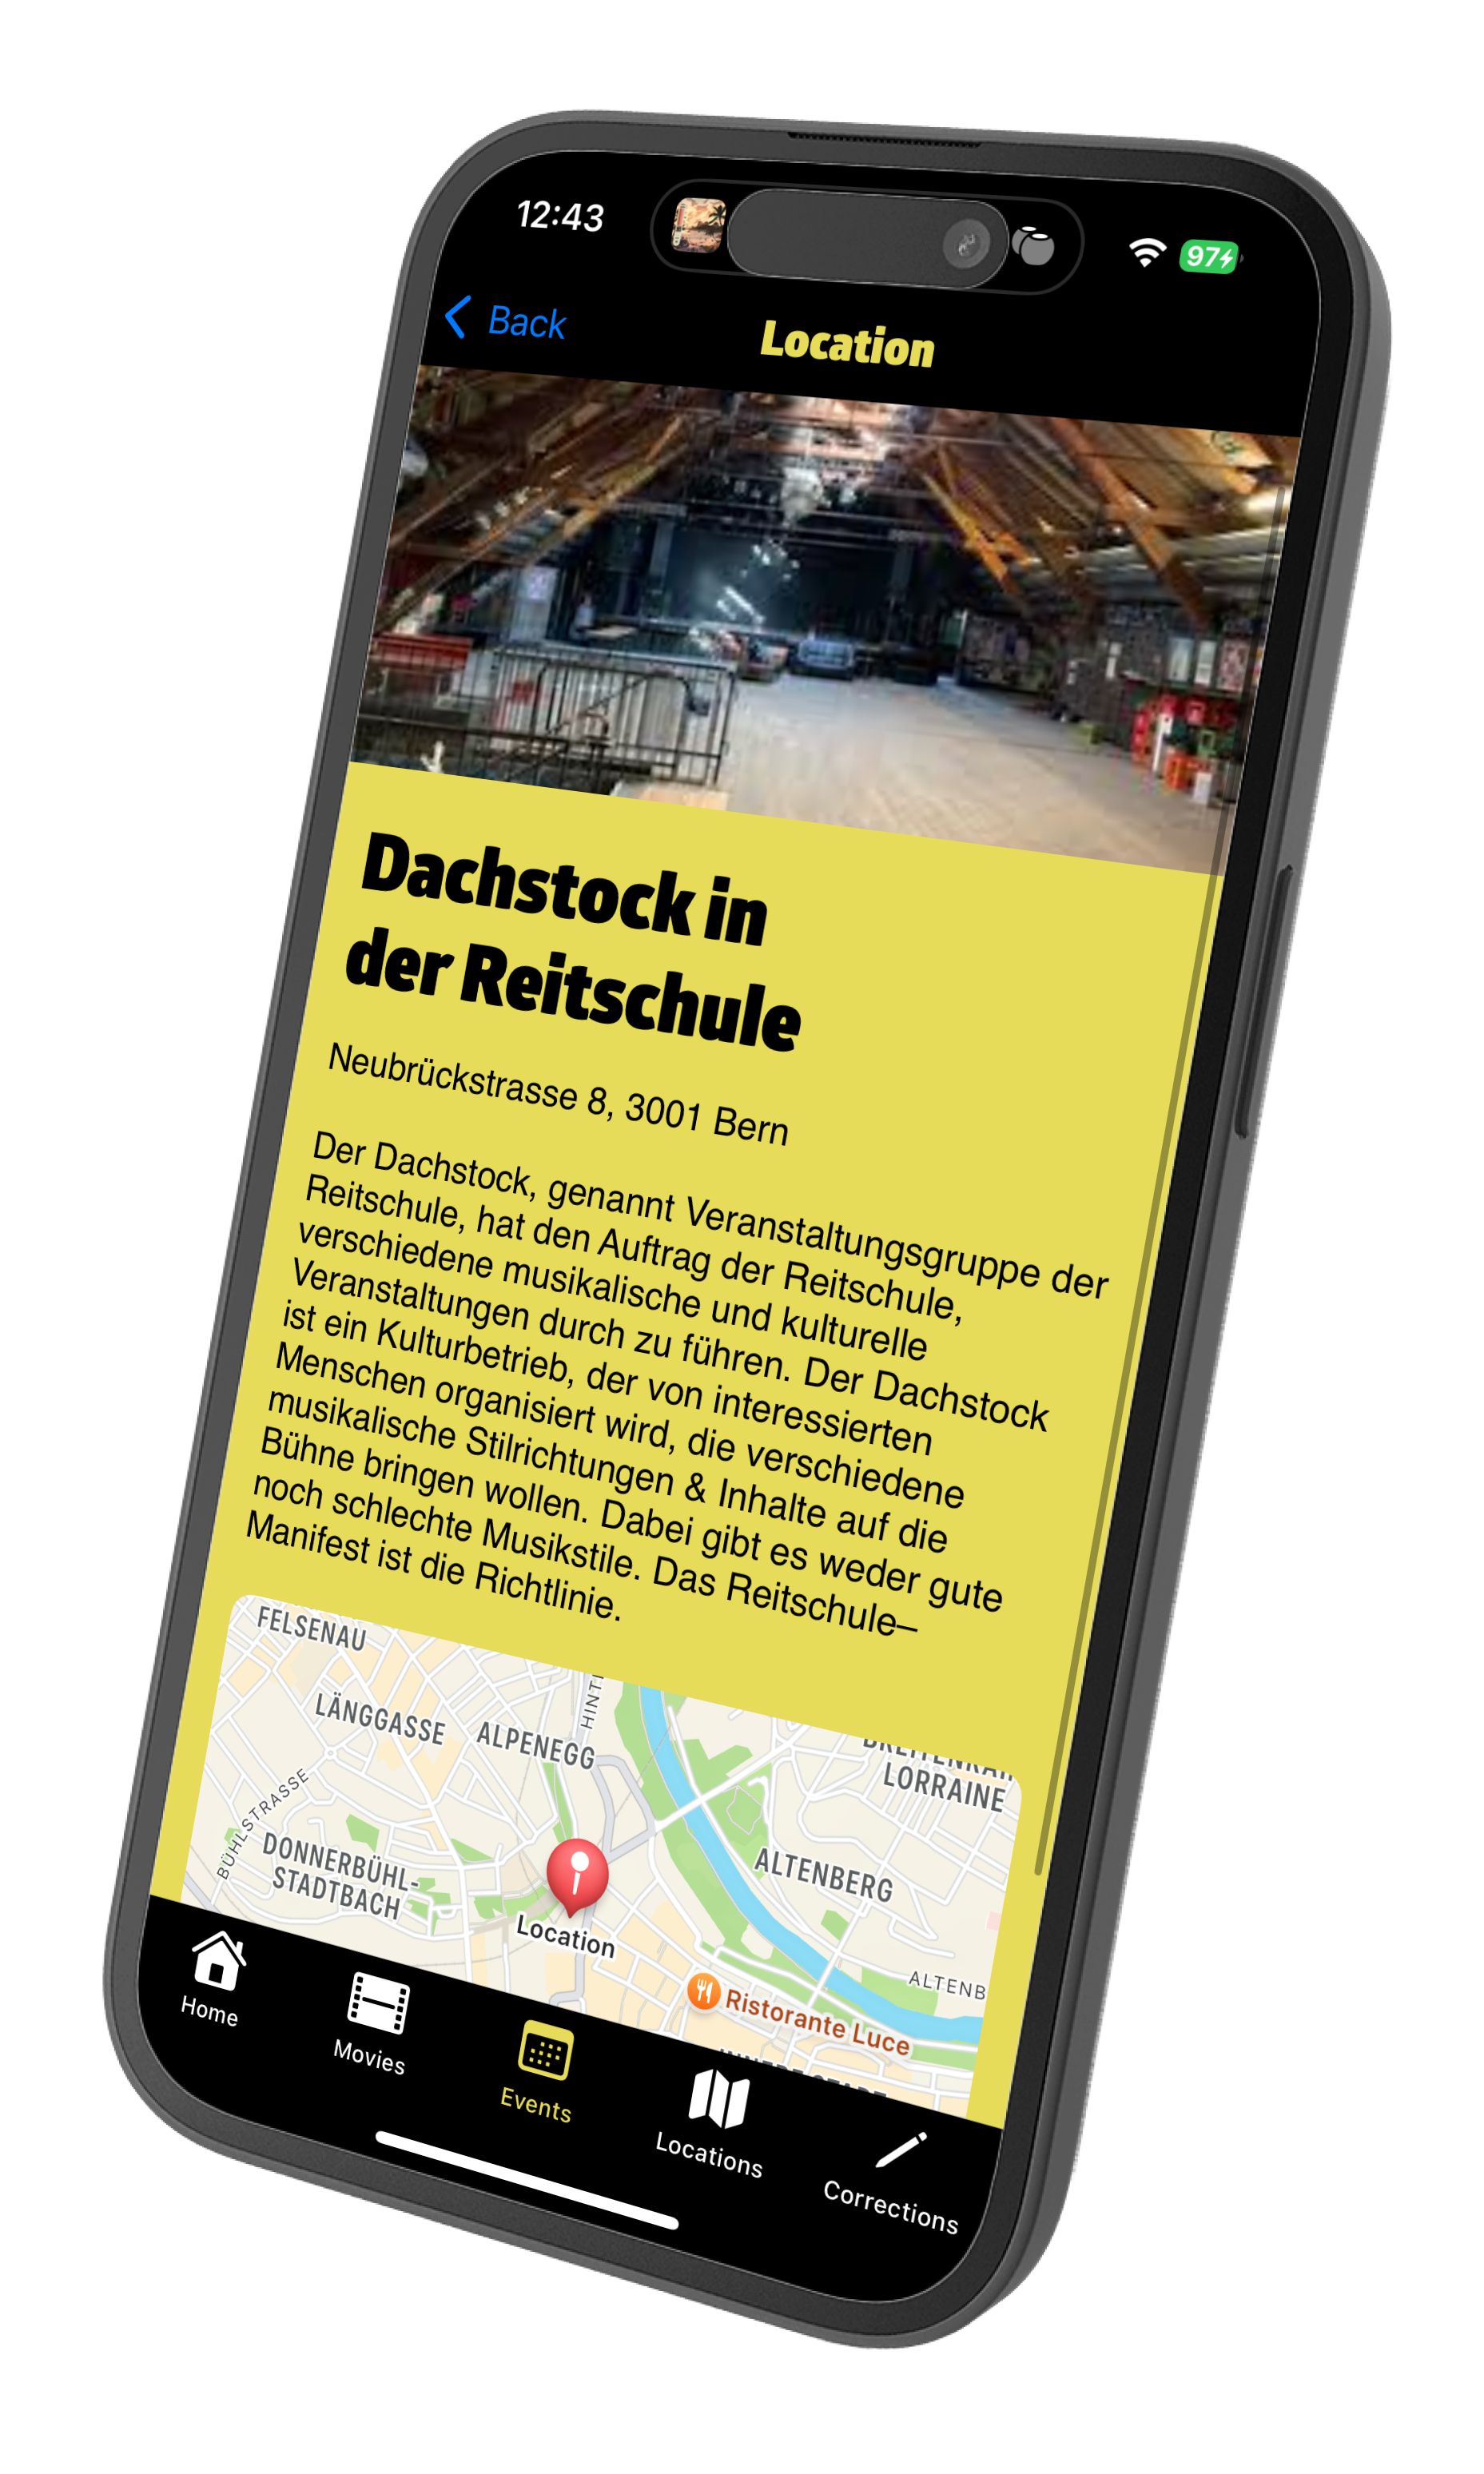 12:43
97
Back
Location
Dachstock in
der Reitschule
Neubrückstrasse 8, 3001 Bern
Der Dachstock, genannt Veranstaltungsgruppe der
Reitschule, hat den Auftrag der Reitschule,
verschiedene musikalische und kulturelle
Veranstaltungen durch zu führen. Der Dachstock
ist ein Kulturbetrieb, der von interessierten
Menschen organisiert wird, die verschiedene
musikalische Stilrichtungen & Inhalte auf die
Bühne bringen wollen. Dabei gibt es weder gute
noch schlechte Musikstile. Das Reitschule–
Manifest ist die Richtlinie.
FELSENAU
LÄNGGASSE
ALPENEGG
HINT
LORRAINE
BÜHLSTRASSE
DONNERBÜHL-
STADTBACH
ALTENBERG
Location
ALTENB
Ristorante Luce
Home
Movies
Events
Locations
Corrections